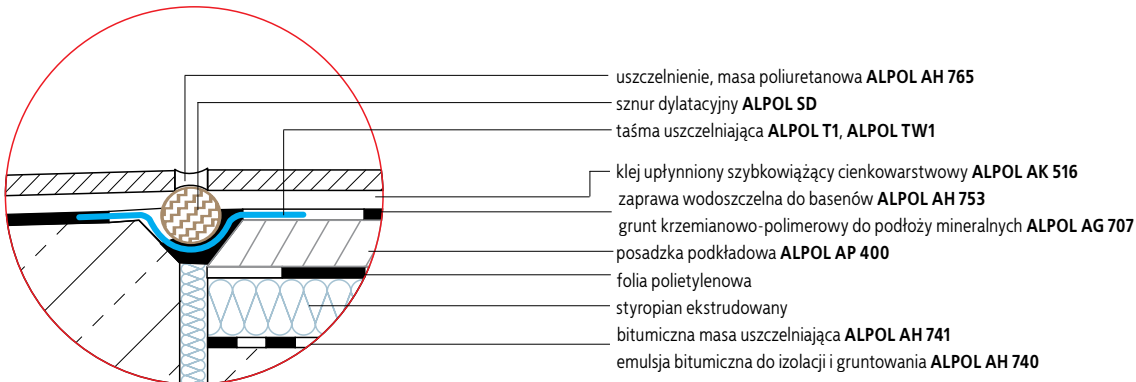 uszczelnienie, masa poliuretanowa ALPOL AH 765
sznur dylatacyjny ALPOL SD
taśma uszczelniająca ALPOL T1, ALPOL TW1
klej upłynniony szybkowiążący cienkowarstwowy ALPOL AK 516
zaprawa wodoszczelna do basenów ALPOL AH 753
grunt krzemianowo-polimerowy do podłoży mineralnych ALPOL AG 707
posadzka podkładowa ALPOL AP 400
folia polietylenowa
styropian ekstrudowany
bitumiczna masa uszczelniająca ALPOL AH 741
emulsja bitumiczna do izolacji i gruntowania ALPOL AH 740